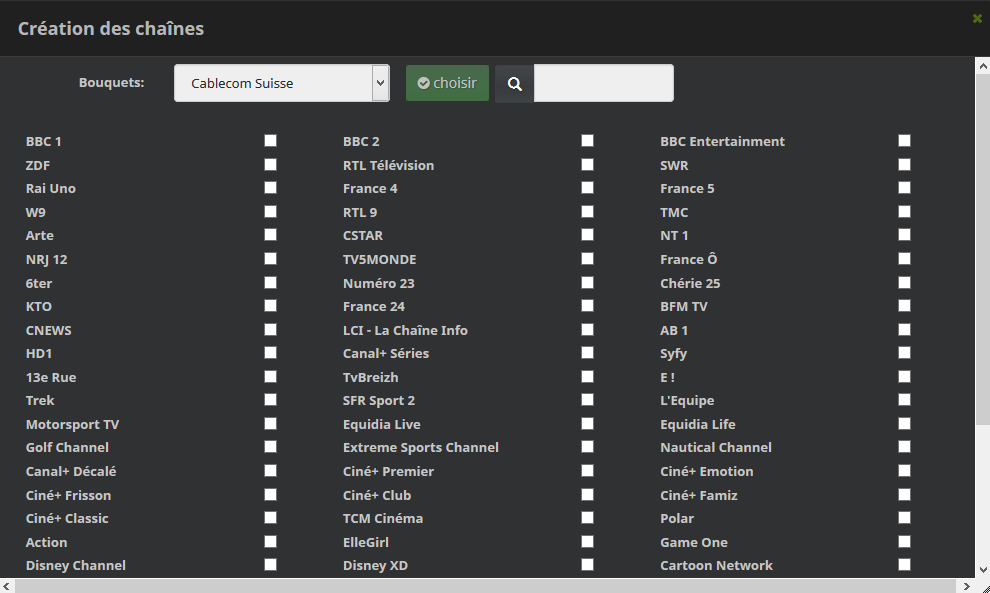 Création des chaînes
Bouquets: Cablecom Suisse choisir
BBC 1 BBC 2 BBC Entertainment
ZDF RTL Télévision SWR
Rai Uno France 4 France 5
W9 RTL 9 TMC
Arte CSTAR NT 1
NRJ 12 TV5MONDE France Ô
6ter Numéro 23 Chérie 25
KTO France 24 BFM TV
CNEWS LCI - La Chaîne Info AB 1
HD1 Canal+ Séries Syfy
13e Rue TvBreizh E !
Trek SFR Sport 2 L'Equipe
Motorsport TV Equidia Live Equidia Life
Golf Channel Extreme Sports Channel Nautical Channel
Canal+ Décalé Ciné+ Premier Ciné+ Emotion
Ciné+ Frisson Ciné+ Club Ciné+ Famiz
Ciné+ Classic TCM Cinéma Polar
Action ElleGirl Game One
Disney Channel Disney XD Cartoon Network